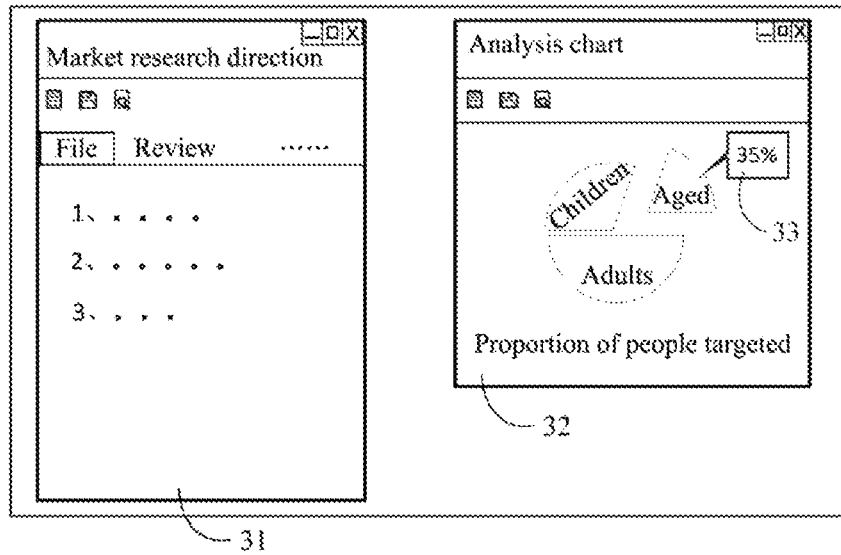 Market research direction
File Review ......
1、
2、
3、
31
Analysis chart
35%
Children
Aged
33
Adults
Proportion of people targeted
32